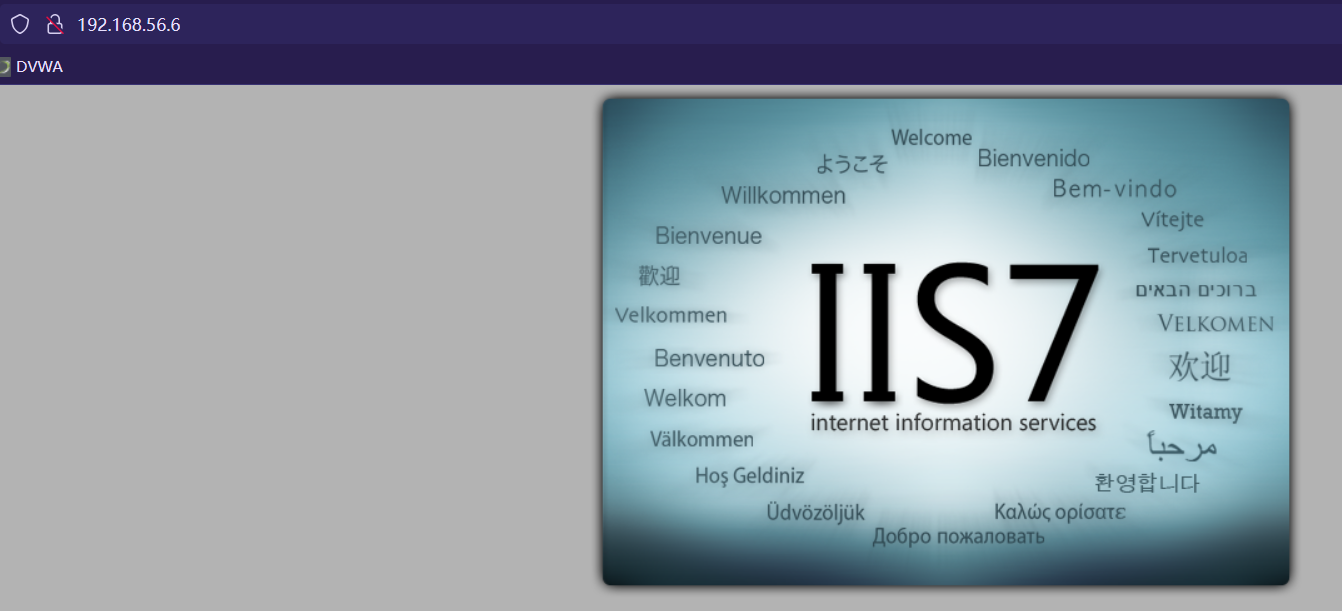 192.168.56.6
DVWA
Welcome
ようこそ
Bienvenido
Willkommen
Bem-vindo
Vítejte
Bienvenue
Tervetuloa
歡迎
ברוכים הבאים
Velkommen
VELKOMEN
Benvenuto
欢迎
Welkom
Witamy
Välkommen
مرحباً
Hoş Geldiniz
환영합니다
Üdvözöljük
Καλώς ορίσατε
Добро пожаловать
IIS7
internet information services